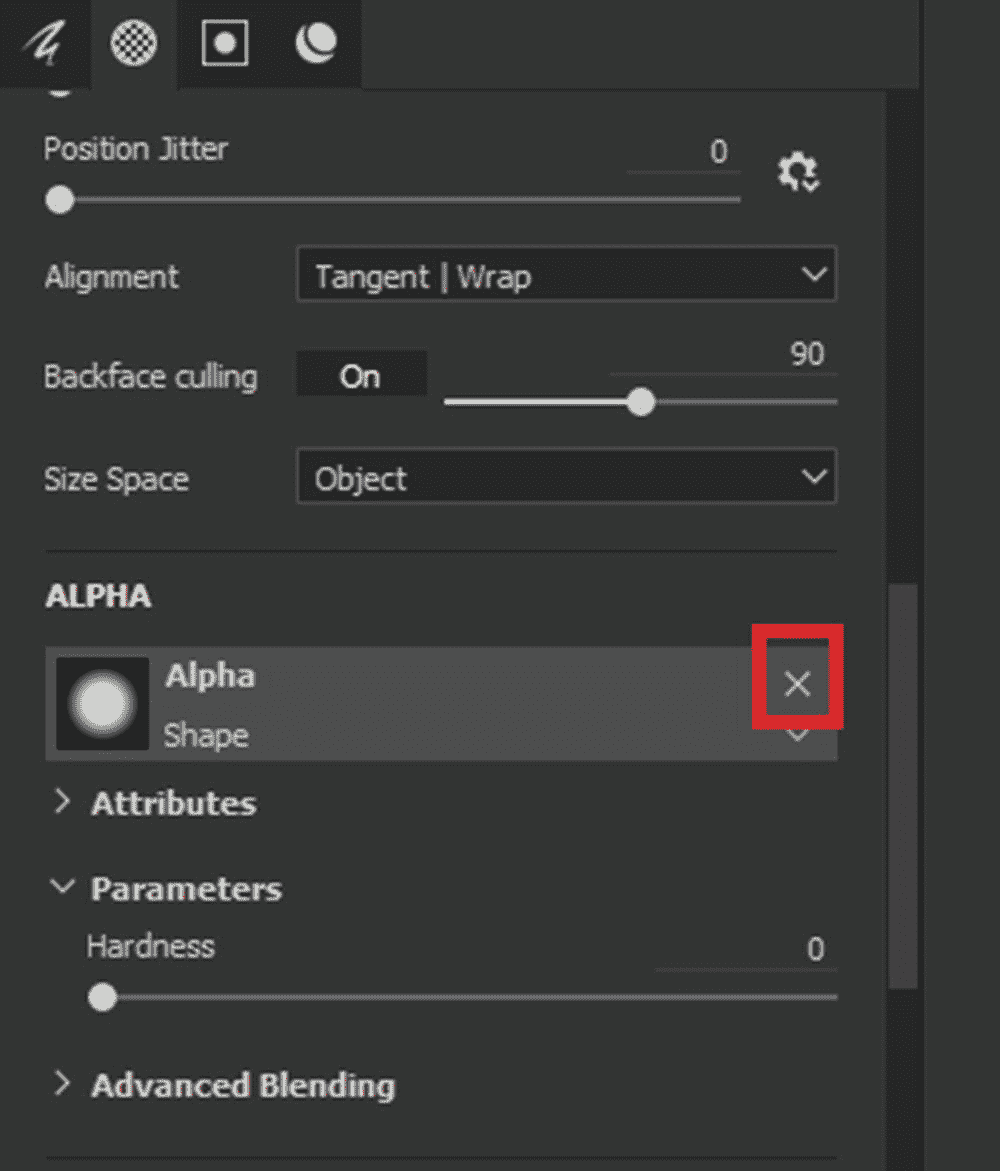 Position Jitter 0
Alignment Tangent | Wrap
90
Backface culling On
Size Space Object
ALPHA
Alpha
Shape
Attributes
Parameters
Hardness 0
Advanced Blending